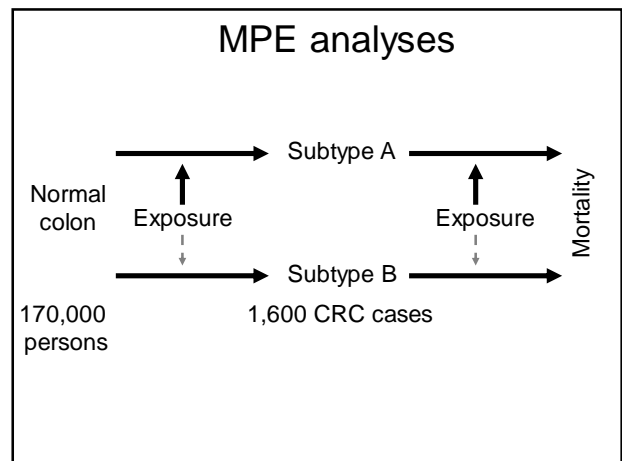 MPE analyses
Subtype A
Normal
colon
Exposure
Exposure
Mortality
Subtype B
170,000
persons
1,600 CRC cases